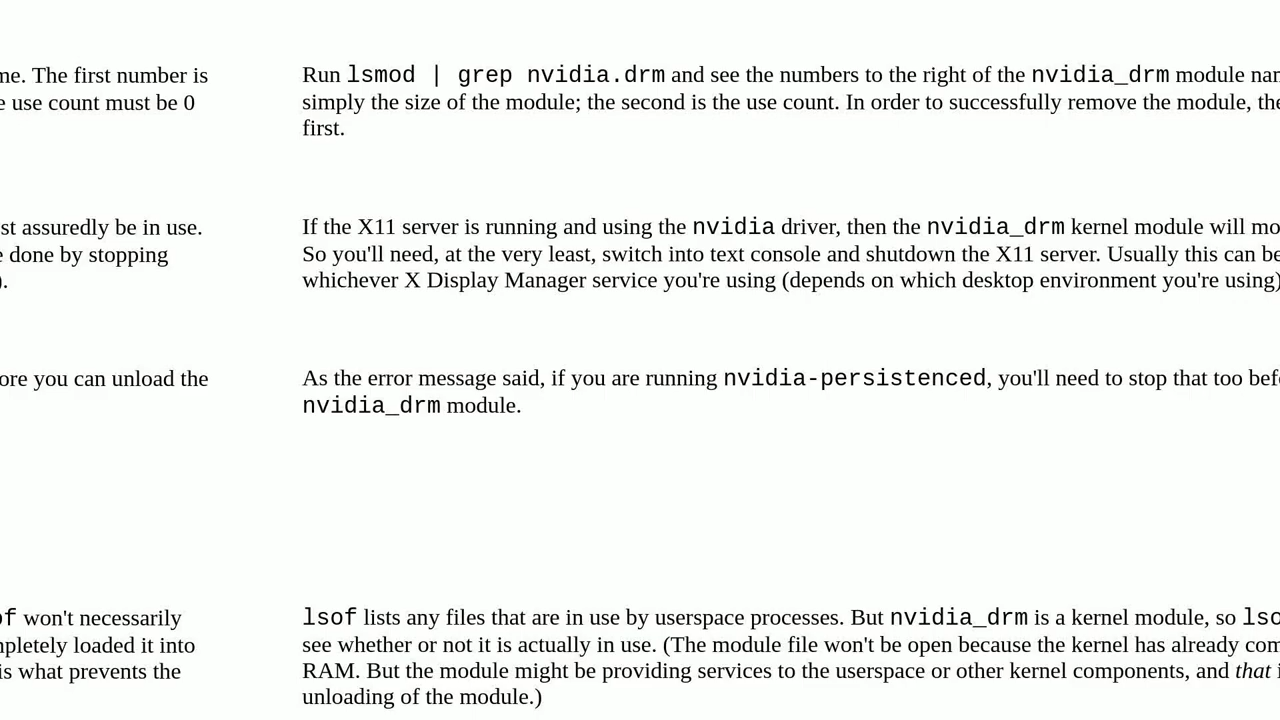 me. The first number is
e use count must be 0
st assuredly be in use.
e done by stopping
).
ore you can unload the
of won't necessarily
mpletely loaded it into
is what prevents the
Run lsmod | grep nvidia.drm and see the numbers to the right of the nvidia_drm module nam
simply the size of the module; the second is the use count. In order to successfully remove the module, the
first.
If the X11 server is running and using the nvidia driver, then the nvidia_drm kernel module will mo
So you'll need, at the very least, switch into text console and shutdown the X11 server. Usually this can be
whichever X Display Manager service you're using (depends on which desktop environment you're using)
As the error message said, if you are running nvidia-persistenced, you'll need to stop that too befo
nvidia_drm module.
lsof lists any files that are in use by userspace processes. But nvidia_drm is a kernel module, so lso
see whether or not it is actually in use. (The module file won't be open because the kernel has already com
RAM. But the module might be providing services to the userspace or other kernel components, and that i
unloading of the module.)